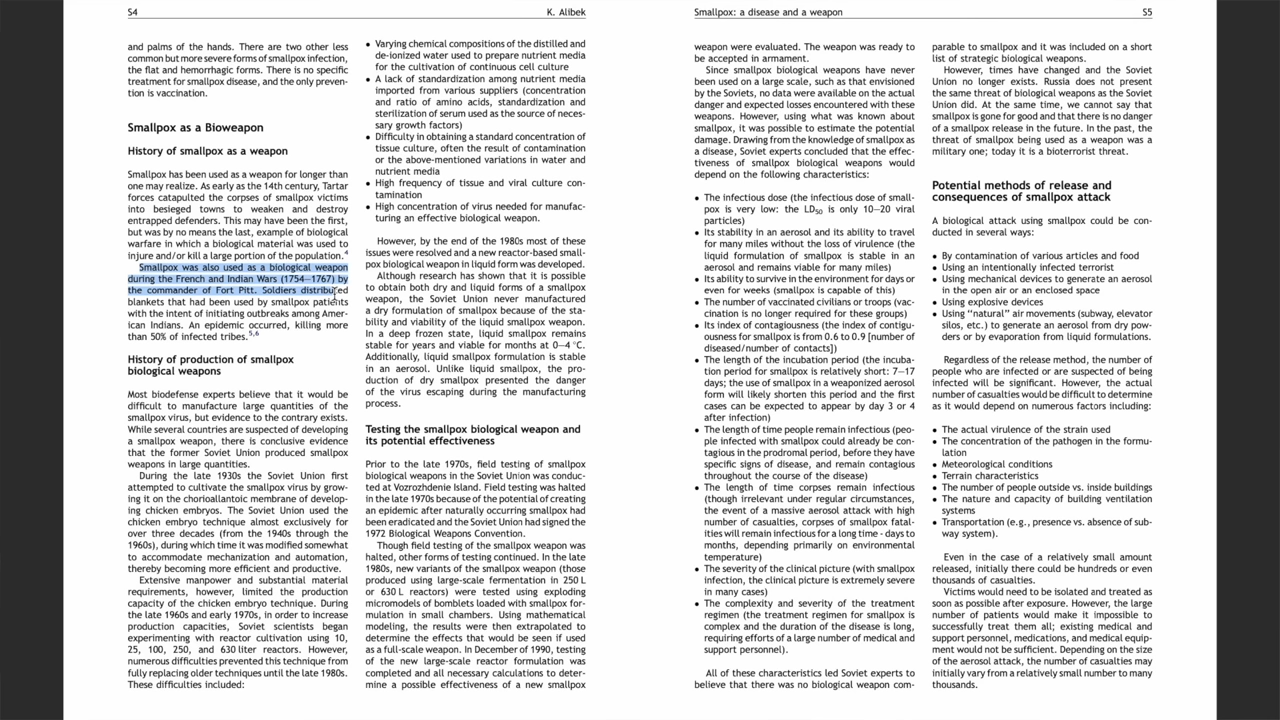 S4
K. Alibek
and palms of the hands. There are two other less
common but more severe forms of smallpox infection,
the flat and hemorrhagic forms. There is no specific
treatment for smallpox disease, and the only preven-
tion is vaccination.
Smallpox as a Bioweapon
History of smallpox as a weapon
Smallpox has been used as a weapon for longer than
one may realize. As early as the 14th century, Tartar
forces catapulted the corpses of smallpox victims
into besieged towns to weaken and destroy
entrapped defenders. This may have been the first,
but was by no means the last, example of biological
warfare in which a biological material was used to
injure and/or kill a large portion of the population.4
Smallpox was also used as a biological weapon
during the French and Indian Wars (1754–1767) by
the commander of Fort Pitt. Soldiers distributed
blankets that had been used by smallpox patients
with the intent of initiating outbreaks among Amer-
ican Indians. An epidemic occurred, killing more
than 50% of infected tribes.5,6
History of production of smallpox
biological weapons
Most biodefense experts believe that it would be
difficult to manufacture large quantities of the
smallpox virus, but evidence to the contrary exists.
While several countries are suspected of developing
a smallpox weapon, there is conclusive evidence
that the former Soviet Union produced smallpox
weapons in large quantities.
During the late 1930s the Soviet Union first
attempted to cultivate the smallpox virus by grow-
ing it on the chorioallantoic membrane of develop-
ing chicken embryos. The Soviet Union used the
chicken embryo technique almost exclusively for
over three decades (from the 1940s through the
1960s), during which time it was modified somewhat
to accommodate mechanization and automation,
thereby becoming more efficient and productive.
Extensive manpower and substantial material
requirements, however, limited the production
capacity of the chicken embryo technique. During
the late 1960s and early 1970s, in order to increase
production capacities, Soviet scientists began
experimenting with reactor cultivation using 10,
25, 100, 250, and 630 liter reactors. However,
numerous difficulties prevented this technique from
fully replacing older techniques until the late 1980s.
These difficulties included:
• Varying chemical compositions of the distilled and
de-ionized water used to prepare nutrient media
for the cultivation of continuous cell culture
• A lack of standardization among nutrient media
imported from various suppliers (concentration
and ratio of amino acids, standardization and
sterilization of serum used as the source of neces-
sary growth factors)
• Difficulty in obtaining a standard concentration of
tissue culture, often the result of contamination
or the above-mentioned variations in water and
nutrient media
• High frequency of tissue and viral culture con-
tamination
• High concentration of virus needed for manufac-
turing an effective biological weapon.
However, by the end of the 1980s most of these
issues were resolved and a new reactor-based small-
pox biological weapon in liquid form was developed.
Although research has shown that it is possible
to obtain both dry and liquid forms of a smallpox
weapon, the Soviet Union never manufactured
a dry formulation of smallpox because of the sta-
bility and viability of the liquid smallpox weapon.
In a deep frozen state, liquid smallpox remains
stable for years and viable for months at 0–4 °C.
Additionally, liquid smallpox formulation is stable
in an aerosol. Unlike liquid smallpox, the pro-
duction of dry smallpox presented the danger
of the virus escaping during the manufacturing
process.
Testing the smallpox biological weapon and
its potential effectiveness
Prior to the late 1970s, field testing of smallpox
biological weapons in the Soviet Union was conduc-
ted at Vozrozhdenie Island. Field testing was halted
in the late 1970s because of the potential of creating
an epidemic after naturally occurring smallpox had
been eradicated and the Soviet Union had signed the
1972 Biological Weapons Convention.
Though field testing of the smallpox weapon was
halted, other forms of testing continued. In the late
1980s, new variants of the smallpox weapon (those
produced using large-scale fermentation in 250 L
or 630 L reactors) were tested using exploding
micromodels of bomblets loaded with smallpox for-
mulation in small chambers. Using mathematical
modeling, the results were then extrapolated to
determine the effects that would be seen if used
as a full-scale weapon. In December of 1990, testing
of the new large-scale reactor formulation was
completed and all necessary calculations to deter-
mine a possible effectiveness of a new smallpox
Smallpox: a disease and a weapon
S5
weapon were evaluated. The weapon was ready to
be accepted in armament.
Since smallpox biological weapons have never
been used on a large scale, such as that envisioned
by the Soviets, no data were available on the actual
danger and expected losses encountered with these
weapons. However, using what was known about
smallpox, it was possible to estimate the potential
damage. Drawing from the knowledge of smallpox as
a disease, Soviet experts concluded that the effec-
tiveness of smallpox biological weapons would
depend on the following characteristics:
• The infectious dose (the infectious dose of small-
pox is very low: the LD50 is only 10–20 viral
particles)
• Its stability in an aerosol and its ability to travel
for many miles without the loss of virulence (the
liquid formulation of smallpox is stable in an
aerosol and remains viable for many miles)
• Its ability to survive in the environment for days or
even for weeks (smallpox is capable of this)
• The number of vaccinated civilians or troops (vac-
cination is no longer required for these groups)
• Its index of contagiousness (the index of contigu-
ousness for smallpox is from 0.6 to 0.9 [number of
diseased/number of contacts])
• The length of the incubation period (the incuba-
tion period for smallpox is relatively short: 7–17
days; the use of smallpox in a weaponized aerosol
form will likely shorten this period and the first
cases can be expected to appear by day 3 or 4
after infection)
• The length of time people remain infectious (peo-
ple infected with smallpox could already be con-
tagious in the prodromal period, before they have
specific signs of disease, and remain contagious
throughout the course of the disease)
• The length of time corpses remain infectious
(though irrelevant under regular circumstances,
the event of a massive aerosol attack with high
number of casualties, corpses of smallpox fatal-
ities will remain infectious for a long time - days to
months, depending primarily on environmental
temperature)
• The severity of the clinical picture (with smallpox
infection, the clinical picture is extremely severe
in many cases)
• The complexity and severity of the treatment
regimen (the treatment regimen for smallpox is
complex and the duration of the disease is long,
requiring efforts of a large number of medical and
support personnel).
All of these characteristics led Soviet experts to
believe that there was no biological weapon com-
parable to smallpox and it was included on a short
list of strategic biological weapons.
However, times have changed and the Soviet
Union no longer exists. Russia does not present
the same threat of biological weapons as the Soviet
Union did. At the same time, we cannot say that
smallpox is gone for good and that there is no danger
of a smallpox release in the future. In the past, the
threat of smallpox being used as a weapon was a
military one; today it is a bioterrorist threat.
Potential methods of release and
consequences of smallpox attack
A biological attack using smallpox could be con-
ducted in several ways:
• By contamination of various articles and food
• Using an intentionally infected terrorist
• Using mechanical devices to generate an aerosol
in the open air or an enclosed space
• Using explosive devices
• Using “natural” air movements (subway, elevator
silos, etc.) to generate an aerosol from dry pow-
ders or by evaporation from liquid formulations.
Regardless of the release method, the number of
people who are infected or are suspected of being
infected will be significant. However, the actual
number of casualties would be difficult to determine
as it would depend on numerous factors including:
• The actual virulence of the strain used
• The concentration of the pathogen in the formu-
lation
• Meteorological conditions
• Terrain characteristics
• The number of people outside vs. inside buildings
• The nature and capacity of building ventilation
systems
• Transportation (e.g., presence vs. absence of sub-
way system).
Even in the case of a relatively small amount
released, initially there could be hundreds or even
thousands of casualties.
Victims would need to be isolated and treated as
soon as possible after exposure. However, the large
number of patients would make it impossible to
successfully treat them all; existing medical and
support personnel, medications, and medical equip-
ment would not be sufficient. Depending on the size
of the aerosol attack, the number of casualties may
initially vary from a relatively small number to many
thousands.